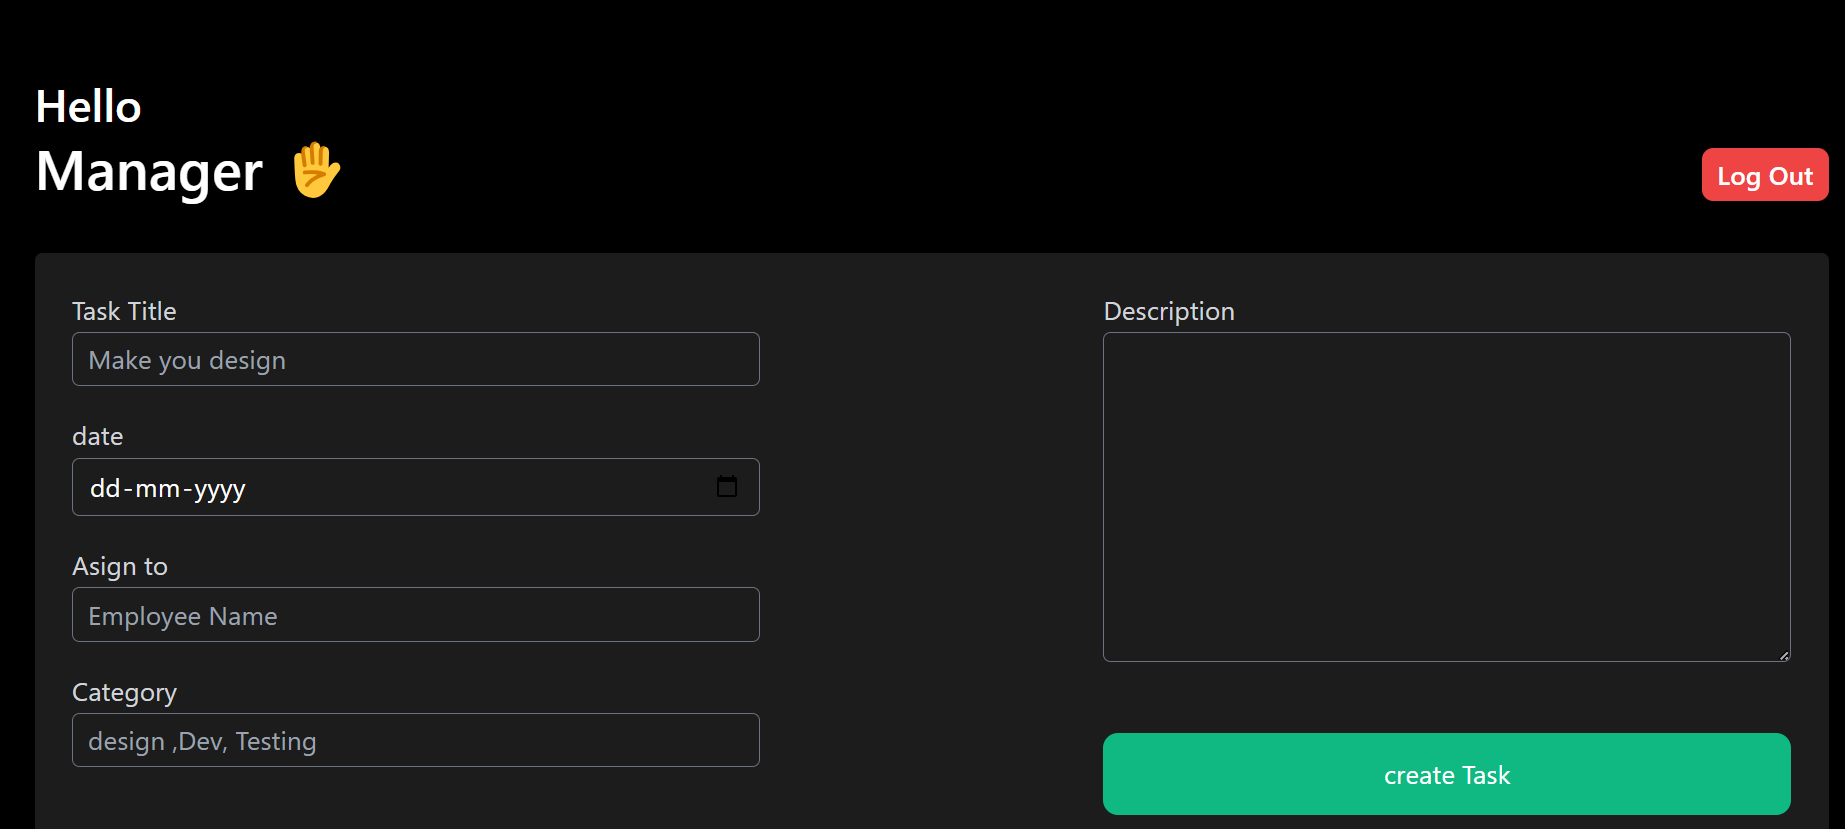 Hello
Manager ✋
Log Out
Task Title
Make you design
date
dd-mm-yyyy
Asign to
Employee Name
Category
design ,Dev, Testing
Description
create Task